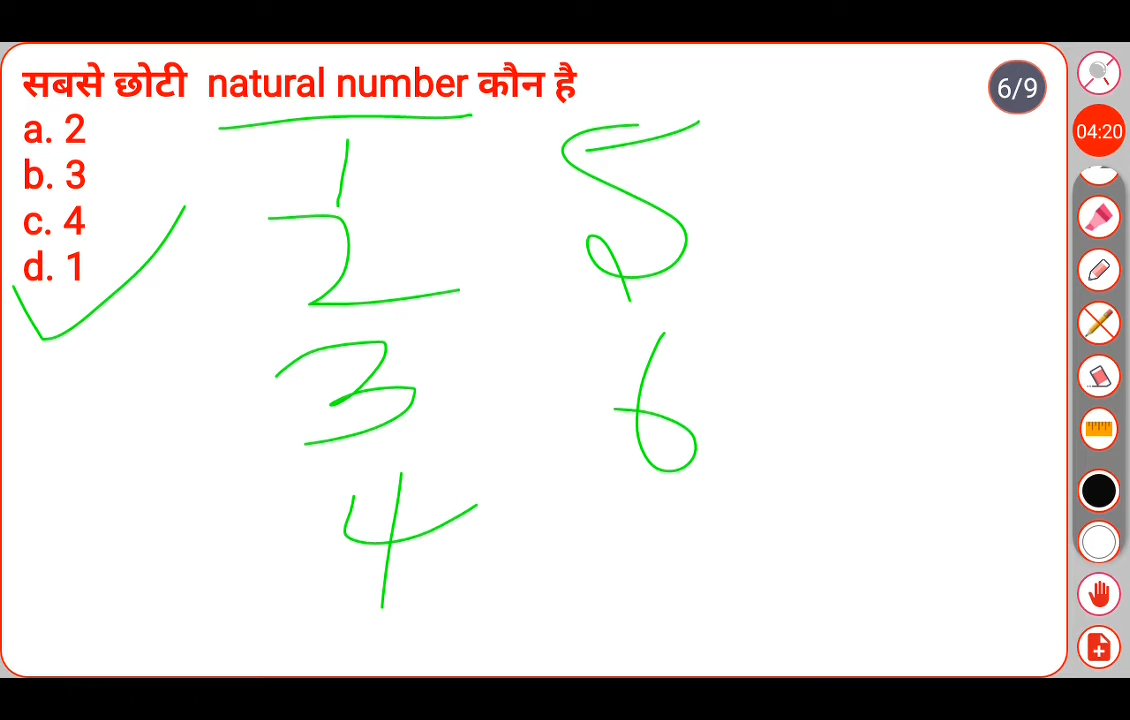 सबसे छोटी natural number कौन है
a. 2
b. 3
c. 4
d. 1
1
2
3
4
5
6
6/9
04:20